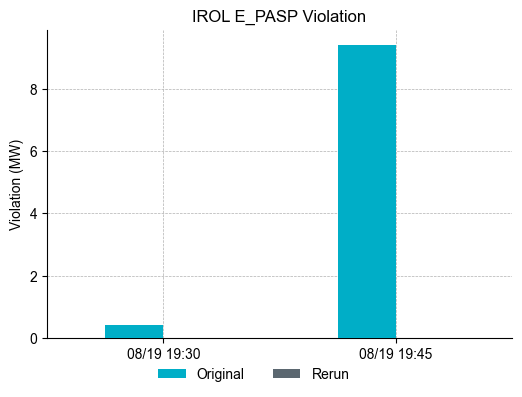 IROL E_PASP Violation
Violation (MW)
8
6
4
2
0
08/19 19:30 08/19 19:45
Original Rerun